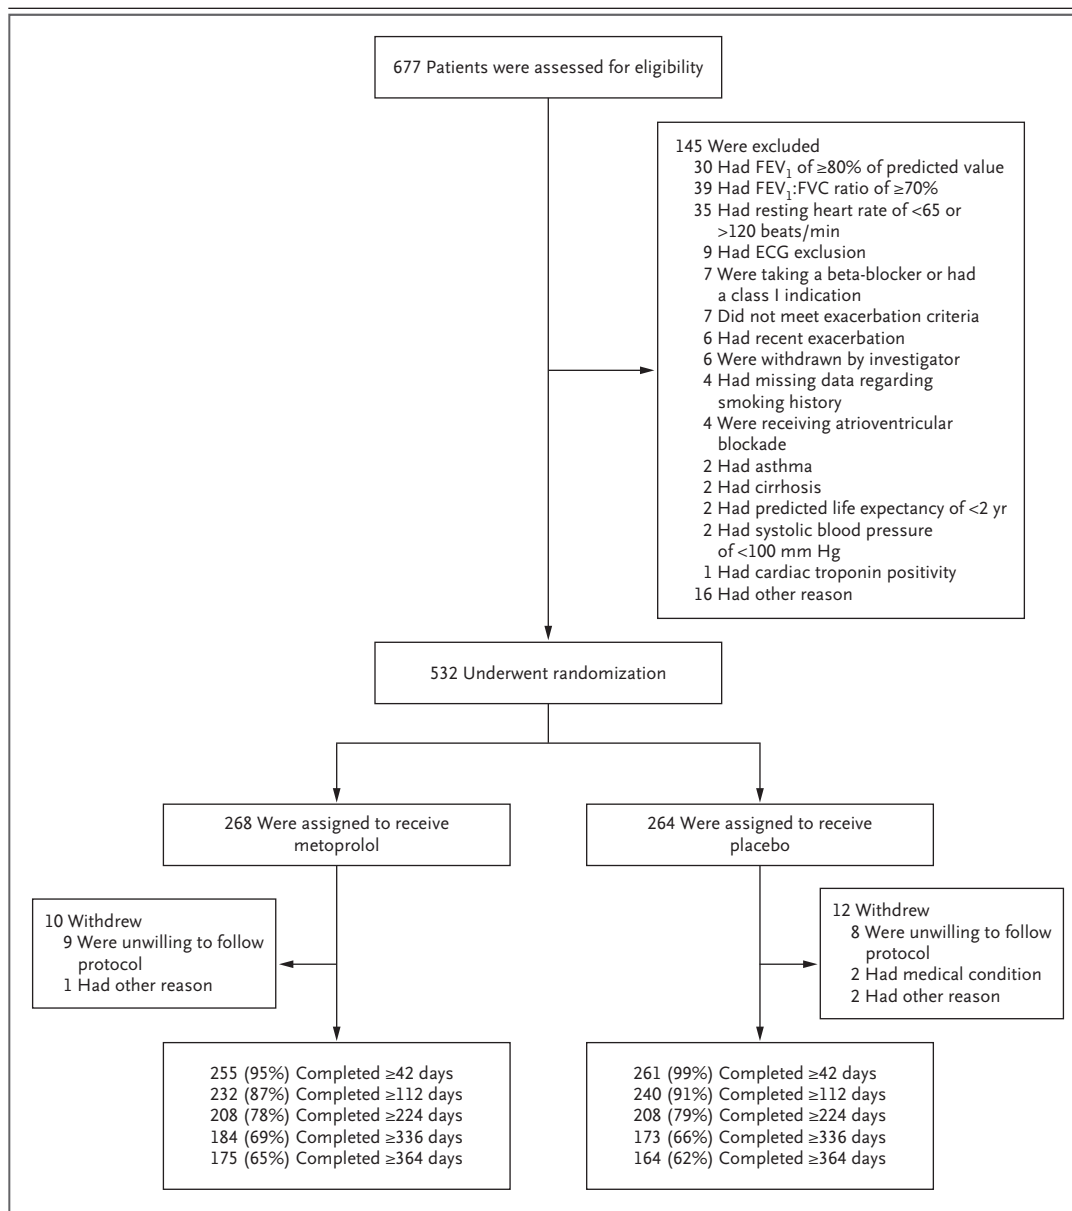 677 Patients were assessed for eligibility
145 Were excluded
30 Had FEV₁ of ≥80% of predicted value
39 Had FEV₁:FVC ratio of ≥70%
35 Had resting heart rate of <65 or
>120 beats/min
9 Had ECG exclusion
7 Were taking a beta-blocker or had
a class I indication
7 Did not meet exacerbation criteria
6 Had recent exacerbation
6 Were withdrawn by investigator
4 Had missing data regarding
smoking history
4 Were receiving atrioventricular
blockade
2 Had asthma
2 Had cirrhosis
2 Had predicted life expectancy of <2 yr
2 Had systolic blood pressure
of <100 mm Hg
1 Had cardiac troponin positivity
16 Had other reason
532 Underwent randomization
268 Were assigned to receive
metoprolol
264 Were assigned to receive
placebo
10 Withdrew
9 Were unwilling to follow
protocol
1 Had other reason
12 Withdrew
8 Were unwilling to follow
protocol
2 Had medical condition
2 Had other reason
255 (95%) Completed ≥42 days
232 (87%) Completed ≥112 days
208 (78%) Completed ≥224 days
184 (69%) Completed ≥336 days
175 (65%) Completed ≥364 days
261 (99%) Completed ≥42 days
240 (91%) Completed ≥112 days
208 (79%) Completed ≥224 days
173 (66%) Completed ≥336 days
164 (62%) Completed ≥364 days